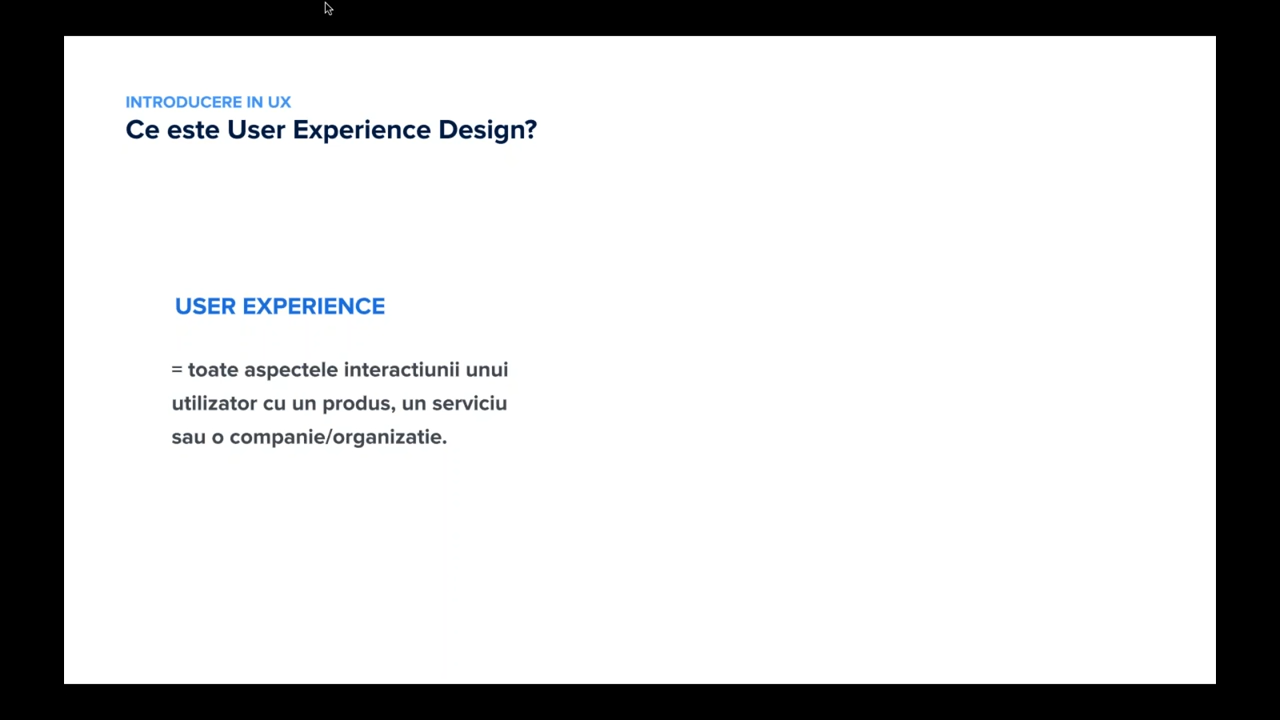 INTRODUCERE IN UX
Ce este User Experience Design?
USER EXPERIENCE
= toate aspectele interactiunii unui
utilizator cu un produs, un serviciu
sau o companie/organizatie.